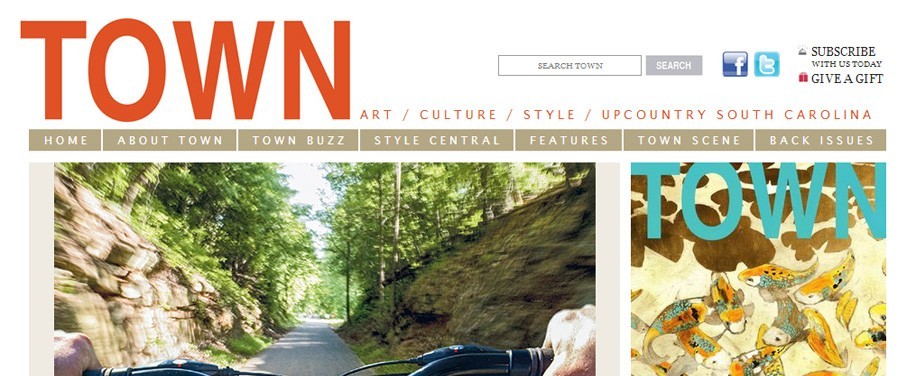 TOWN
SEARCH TOWN
SEARCH
SUBSCRIBE
WITH US TODAY
GIVE A GIFT
ART / CULTURE / STYLE / UPCOUNTRY SOUTH CAROLINA
HOME
ABOUT TOWN
TOWN BUZZ
STYLE CENTRAL
FEATURES
TOWN SCENE
BACK ISSUES
TOWN